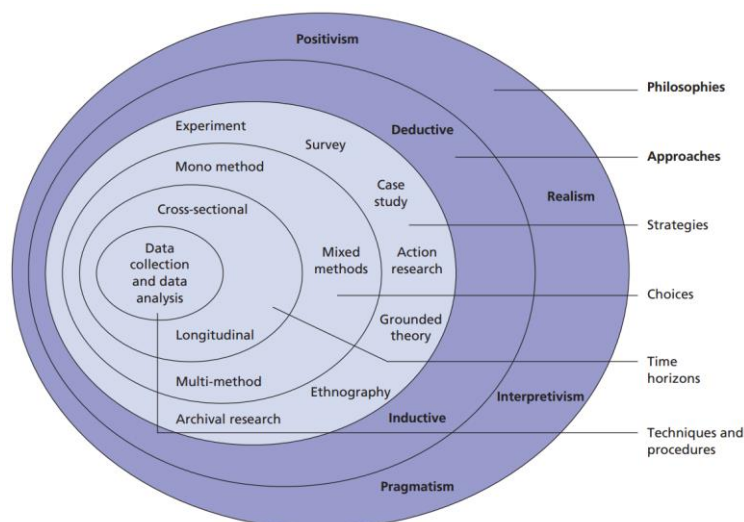 Positivism
Philosophies
Experiment
Deductive
Survey
Approaches
Mono method
Case
study
Realism
Cross-sectional
Strategies
Data
collection
and data
analysis
Mixed
methods
Action
research
Choices
Grounded
theory
Longitudinal
Time
horizons
Multi-method
Ethnography
Interpretivism
Archival research
Inductive
Techniques and
procedures
Pragmatism